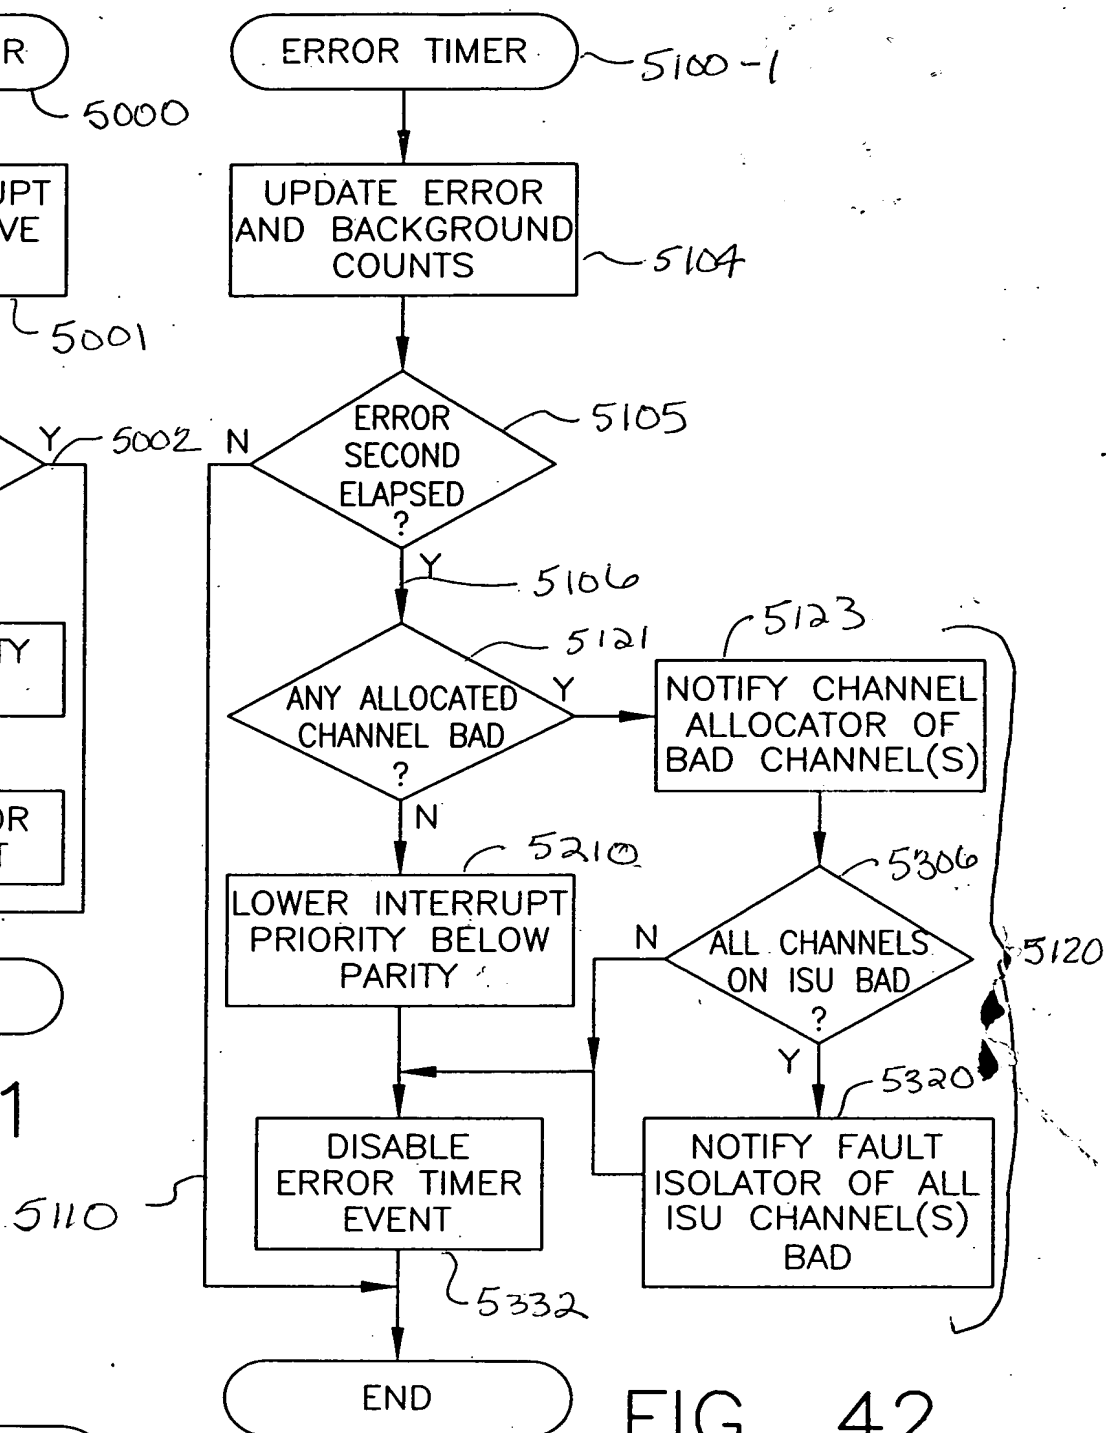 R
5000
UPT
VE
5001
Y
5002
TY
OR
T
1
ERROR TIMER
5100-1
UPDATE ERROR
AND BACKGROUND
COUNTS
5104
ERROR
SECOND
ELAPSED
?
5105
N
Y
5106
ANY ALLOCATED
CHANNEL BAD
?
5121
Y
N
NOTIFY CHANNEL
ALLOCATOR OF
BAD CHANNEL(S)
5123
LOWER INTERRUPT
PRIORITY BELOW
PARITY
5210
ALL CHANNELS
ON ISU BAD
?
5306
N
Y
5120
NOTIFY FAULT
ISOLATOR OF ALL
ISU CHANNEL(S)
BAD
5320
DISABLE
ERROR TIMER
EVENT
5332
5110
END
FIG. 42